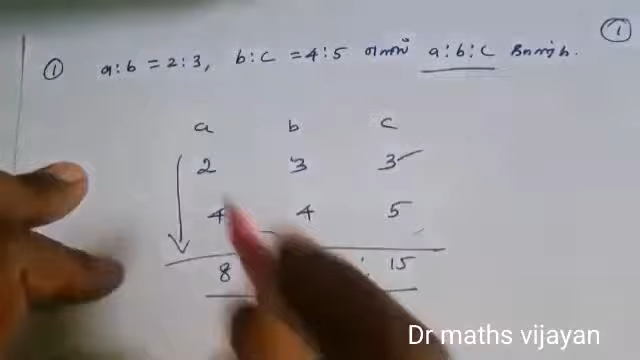 ①
① a:b = 2:3, b:c = 4:5 எனில் a:b:c காண்க.
a b c
2 3 3
4 4 5
8 : 15
Dr maths vijayan